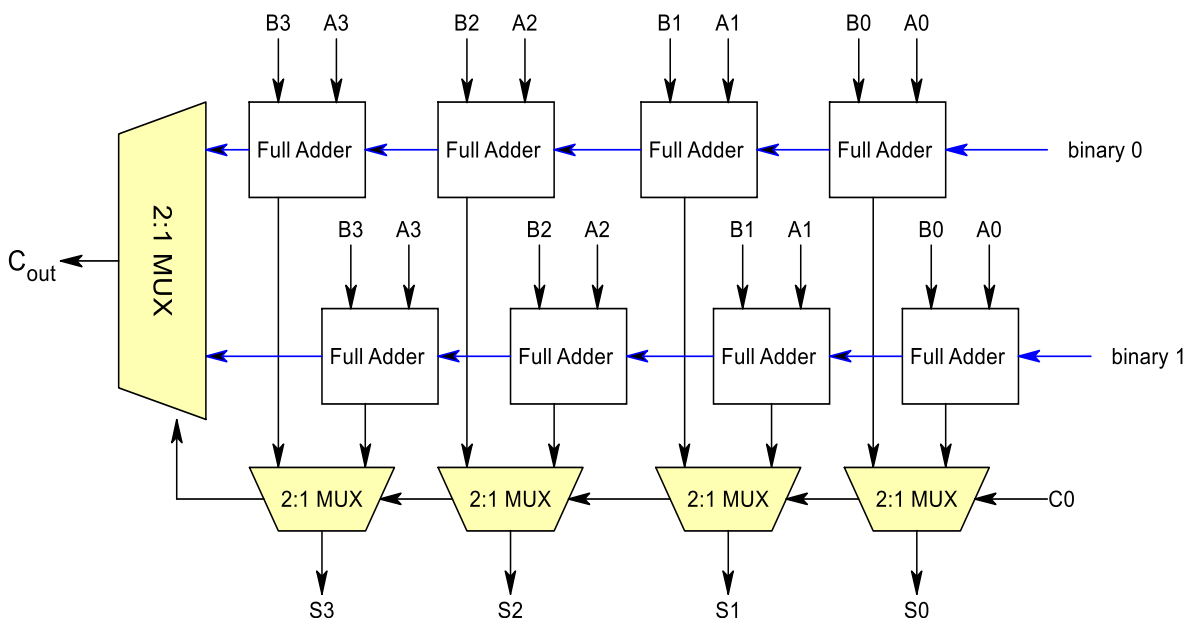 B3 A3 B2 A2 B1 A1 B0 A0
Full Adder Full Adder Full Adder Full Adder binary 0
B3 A3 B2 A2 B1 A1 B0 A0
2:1 MUX
Cout
Full Adder Full Adder Full Adder Full Adder binary 1
2:1 MUX 2:1 MUX 2:1 MUX 2:1 MUX C0
S3 S2 S1 S0